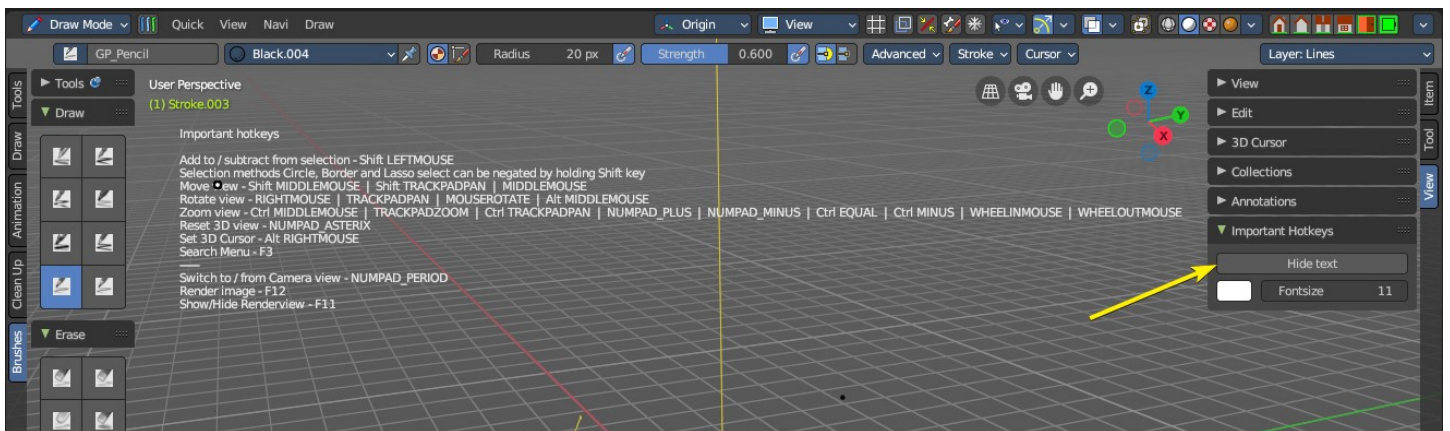 Draw Mode Quick View Navi Draw Origin View
GP_Pencil Black.004 Radius 20 px Strength 0.600 Advanced Stroke Cursor Layer: Lines
Tools
Draw
Animation
Clean Up
Brushes
Tools
Draw
Erase
User Perspective
(1) Stroke.003
Important hotkeys
Add to / subtract from selection - Shift LEFTMOUSE
Selection methods Circle, Border and Lasso select can be negated by holding Shift key
Move ew - Shift MIDDLEMOUSE | Shift TRACKPADPAN | MIDDLEMOUSE
Rotate view - RIGHTMOUSE | TRACKPADPAN | MOUSEROTATE | Alt MIDDLEMOUSE
Zoom view - Ctrl MIDDLEMOUSE | TRACKPADZOOM | Ctrl TRACKPADPAN | NUMPAD_PLUS | NUMPAD_MINUS | Ctrl EQUAL | Ctrl MINUS | WHEELINMOUSE | WHEELOUTMOUSE
Reset 3D view - NUMPAD_ASTERIX
Set 3D Cursor - Alt RIGHTMOUSE
Search Menu - F3
Switch to / from Camera view - NUMPAD_PERIOD
Render image - F12
Show/Hide Renderview - F11
Z
Y
X
View
Edit
3D Cursor
Collections
Annotations
Important Hotkeys
Hide text
Fontsize 11
Item
Tool
View